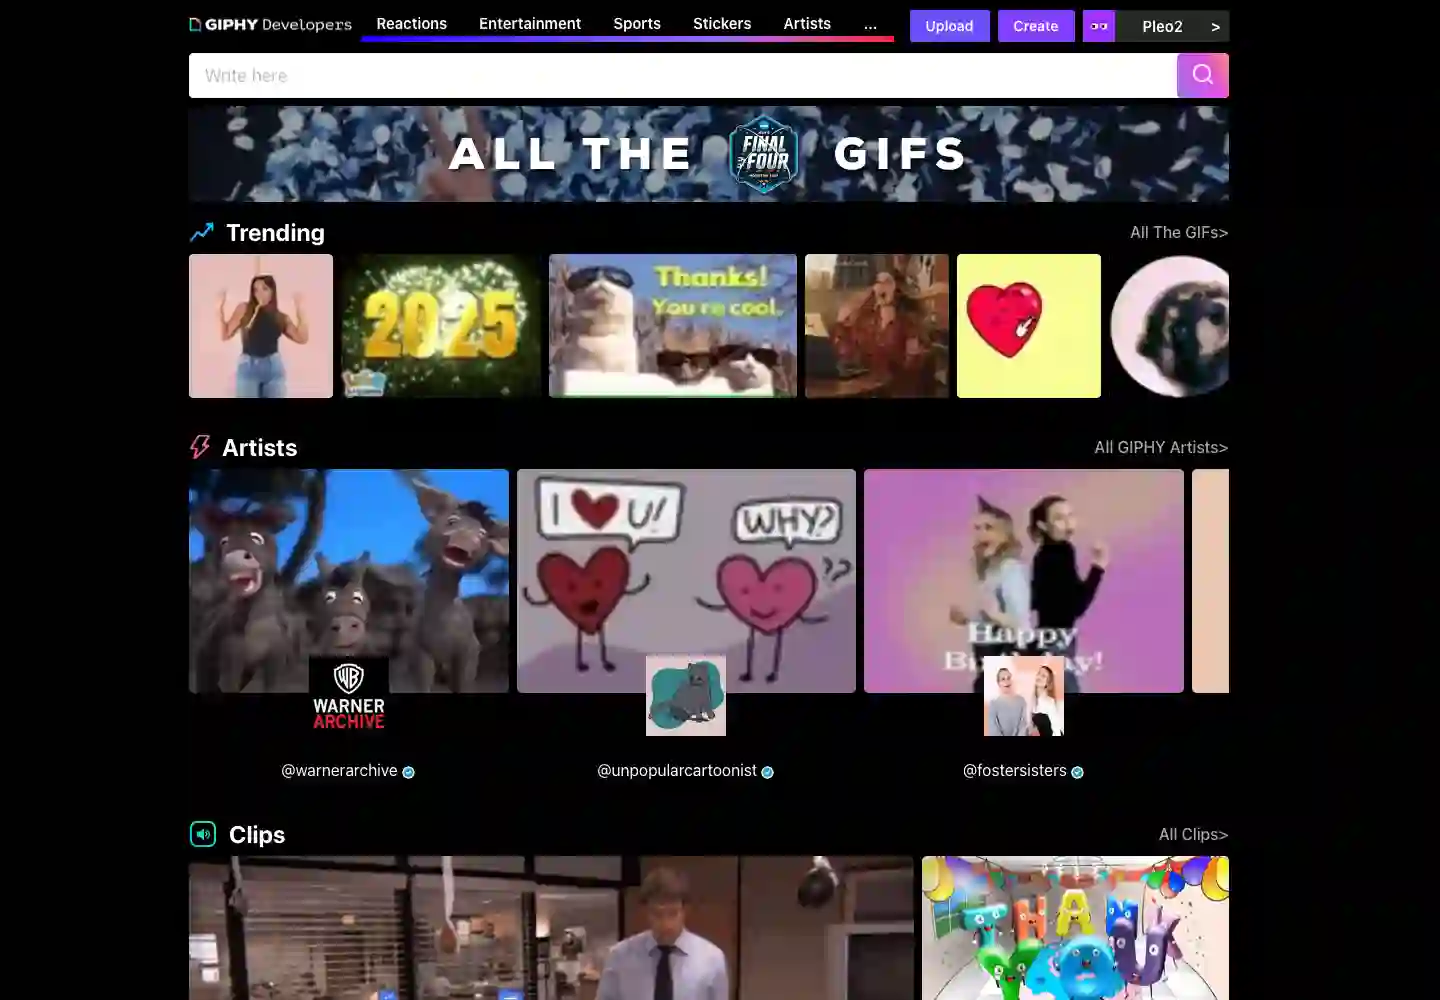 GIPHY Developers
Reactions
Entertainment
Sports
Stickers
Artists
...
Upload
Create
Pleo2
>
Write here
ALL THE
FINAL
FOUR
GIFS
Trending
All The GIFs>
2025
Thanks!
You're cool.
Artists
All GIPHY Artists>
I ♥ U!
WHY?
??
Happy
Birthday!
WB
WARNER
ARCHIVE
@warnerarchive
@unpopularcartoonist
@fostersisters
Clips
All Clips>
THANK
YOU